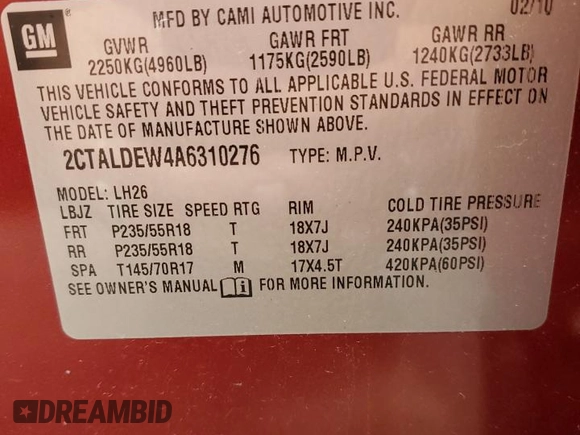 GM
MFD BY CAMI AUTOMOTIVE INC. 02/10
GVWR GAWR FRT GAWR RR
2250KG(4960LB) 1175KG(2590LB) 1240KG(2733LB)
THIS VEHICLE CONFORMS TO ALL APPLICABLE U.S. FEDERAL MOTOR
VEHICLE SAFETY AND THEFT PREVENTION STANDARDS IN EFFECT ON
THE DATE OF MANUFACTURE SHOWN ABOVE.
2CTALDEW4A6310276 TYPE: M.P.V.
MODEL: LH26
LBJZ TIRE SIZE SPEED RTG RIM COLD TIRE PRESSURE
FRT P235/55R18 T 18X7J 240KPA(35PSI)
RR P235/55R18 T 18X7J 240KPA(35PSI)
SPA T145/70R17 M 17X4.5T 420KPA(60PSI)
SEE OWNER'S MANUAL i FOR MORE INFORMATION.
DREAMBID